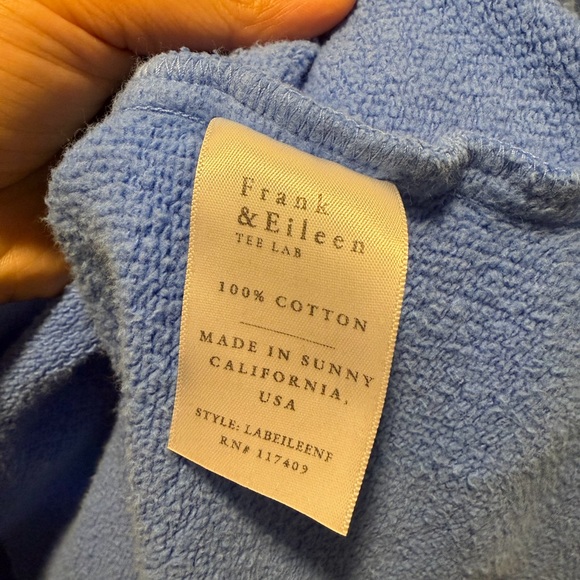 Frank
&Eileen
TEE LAB
100% COTTON
MADE IN SUNNY
CALIFORNIA,
USA
STYLE: LABEILEENF
RN# 117409